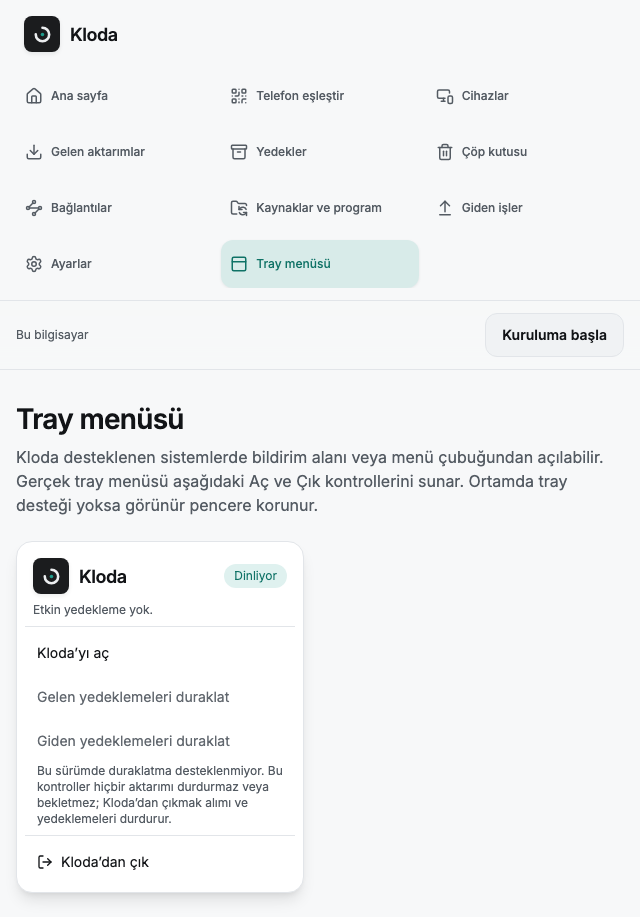 Kloda
Ana sayfa
Telefon eşleştir
Cihazlar
Gelen aktarımlar
Yedekler
Çöp kutusu
Bağlantılar
Kaynaklar ve program
Giden işler
Ayarlar
Tray menüsü
Bu bilgisayar
Kuruluma başla
Tray menüsü
Kloda desteklenen sistemlerde bildirim alanı veya menü çubuğundan açılabilir.
Gerçek tray menüsü aşağıdaki Aç ve Çık kontrollerini sunar. Ortamda tray
desteği yoksa görünür pencere korunur.
Kloda
Dinliyor
Etkin yedekleme yok.
Kloda’yı aç
Gelen yedeklemeleri duraklat
Giden yedeklemeleri duraklat
Bu sürümde duraklatma desteklenmiyor. Bu
kontroller hiçbir aktarımı durdurmaz veya
bekletmez; Kloda’dan çıkmak alımı ve
yedeklemeleri durdurur.
Kloda’dan çık